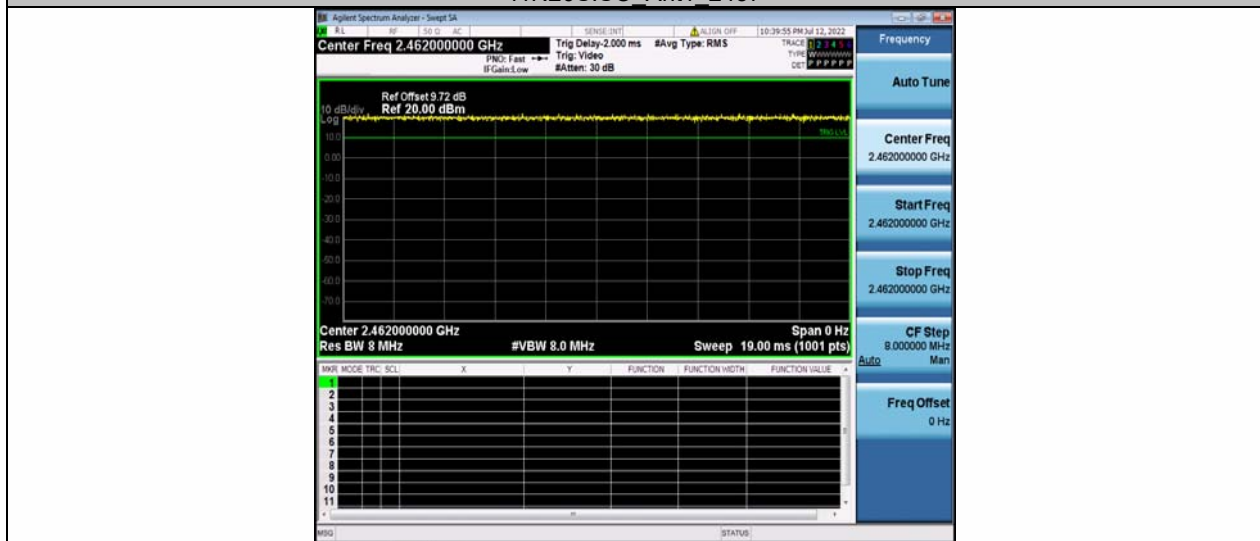 Agilent Spectrum Analyzer - Swept SA
RL RF 50 Ω AC SENSE:INT ALIGN OFF 10:39:55 PM Jul 12, 2022
Center Freq 2.462000000 GHz
Trig Delay-2.000 ms #Avg Type: RMS
TRACE 1 2 3 4 5 6
PNO: Fast Trig: Video
TYPE
IFGain:Low #Atten: 30 dB
DET P P P P P P
Ref Offset 9.72 dB
10 dB/div Ref 20.00 dBm
Log
TRIG LVL
10.0
0.00
-10.0
-20.0
-30.0
-40.0
-50.0
-60.0
-70.0
Center 2.462000000 GHz Span 0 Hz
Res BW 8 MHz #VBW 8.0 MHz Sweep 19.00 ms (1001 pts)
MKR MODE TRC SCL X Y FUNCTION FUNCTION WIDTH FUNCTION VALUE
1
2
3
4
5
6
7
8
9
10
11
MSG STATUS
Frequency
Auto Tune
Center Freq
2.462000000 GHz
Start Freq
2.462000000 GHz
Stop Freq
2.462000000 GHz
CF Step
8.000000 MHz
Auto Man
Freq Offset
0 Hz